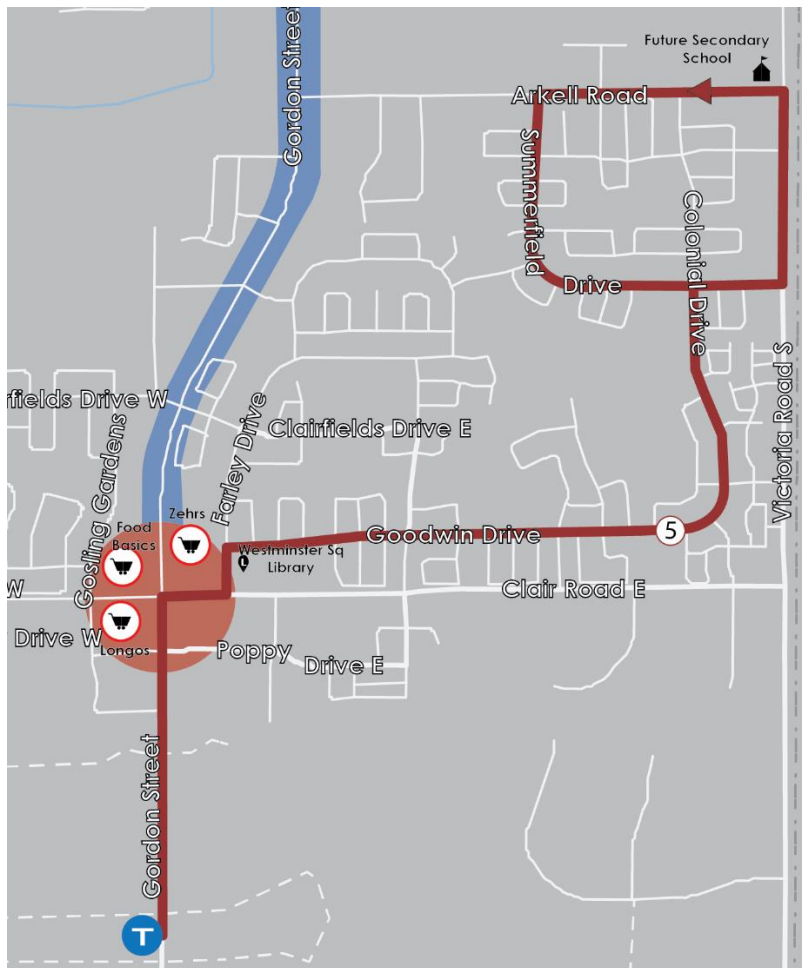 Gordon Street
Future Secondary
School
Arkell Road
Summerfield
Colonial Drive
Drive
Victoria Road S
rfields Drive W
Clairfields Drive E
Farley Drive
Gosling Gardens
Zehrs
Food
Basics
Goodwin Drive
5
Westminster Sq
Library
L
W
Clair Road E
Drive W
Longos
Poppy
Drive E
Gordon Street
T